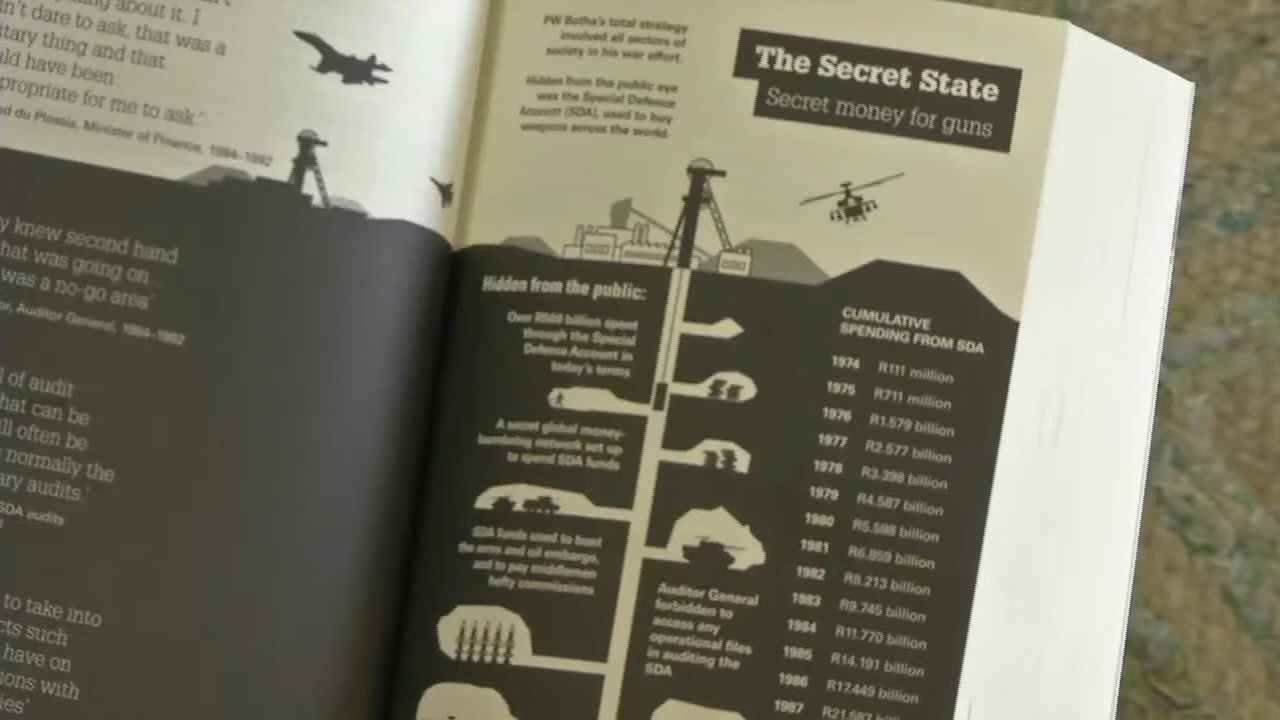 about it. I
dare to ask, that was a
thing and that
have been
for me to ask.'
du Plessis, Minister of Finance, 1984-1992
knew second hand
what was going on...
was a no-go area'
Auditor General, 1984-1992
of audit
that can be
often be
normally the
audits.'
SDA audits
to take into
such
have on
with
PW Botha's total strategy
involved all sectors of
society in his war effort.
Hidden from the public eye
was the Special Defence
Account (SDA), used to buy
weapons across the world.
The Secret State
Secret money for guns
Hidden from the public:
Over R500 billion spent
through the Special
Defence Account in
today's terms
A secret global money-
laundering network set up
to spend SDA funds
SDA funds used to bust
the arms and oil embargo,
and to pay middlemen
hefty commissions
Auditor General
forbidden to
access any
operational files
in auditing the
SDA
CUMULATIVE
SPENDING FROM SDA
1974 R111 million
1975 R711 million
1976 R1.579 billion
1977 R2.577 billion
1978 R3.398 billion
1979 R4.587 billion
1980 R5.598 billion
1981 R6.859 billion
1982 R8.213 billion
1983 R9.745 billion
1984 R11.770 billion
1985 R14.191 billion
1986 R17.449 billion
1987 R21.587